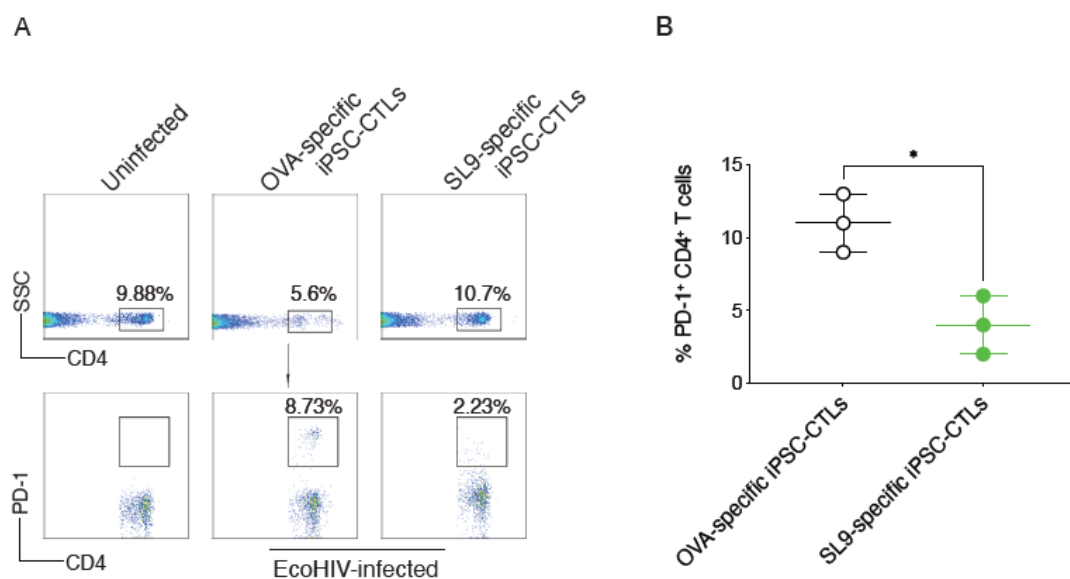 A
B
Uninfected
OVA-specific
iPSC-CTLs
SL9-specific
iPSC-CTLs
9.88%
5.6%
10.7%
SSC
CD4
8.73%
2.23%
PD-1
CD4
EcoHIV-infected
*
15
10
5
0
% PD-1⁺ CD4⁺ T cells
OVA-specific iPSC-CTLs
SL9-specific iPSC-CTLs